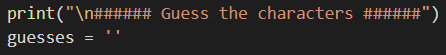 print("\n###### Guess the characters ######")
guesses = ''